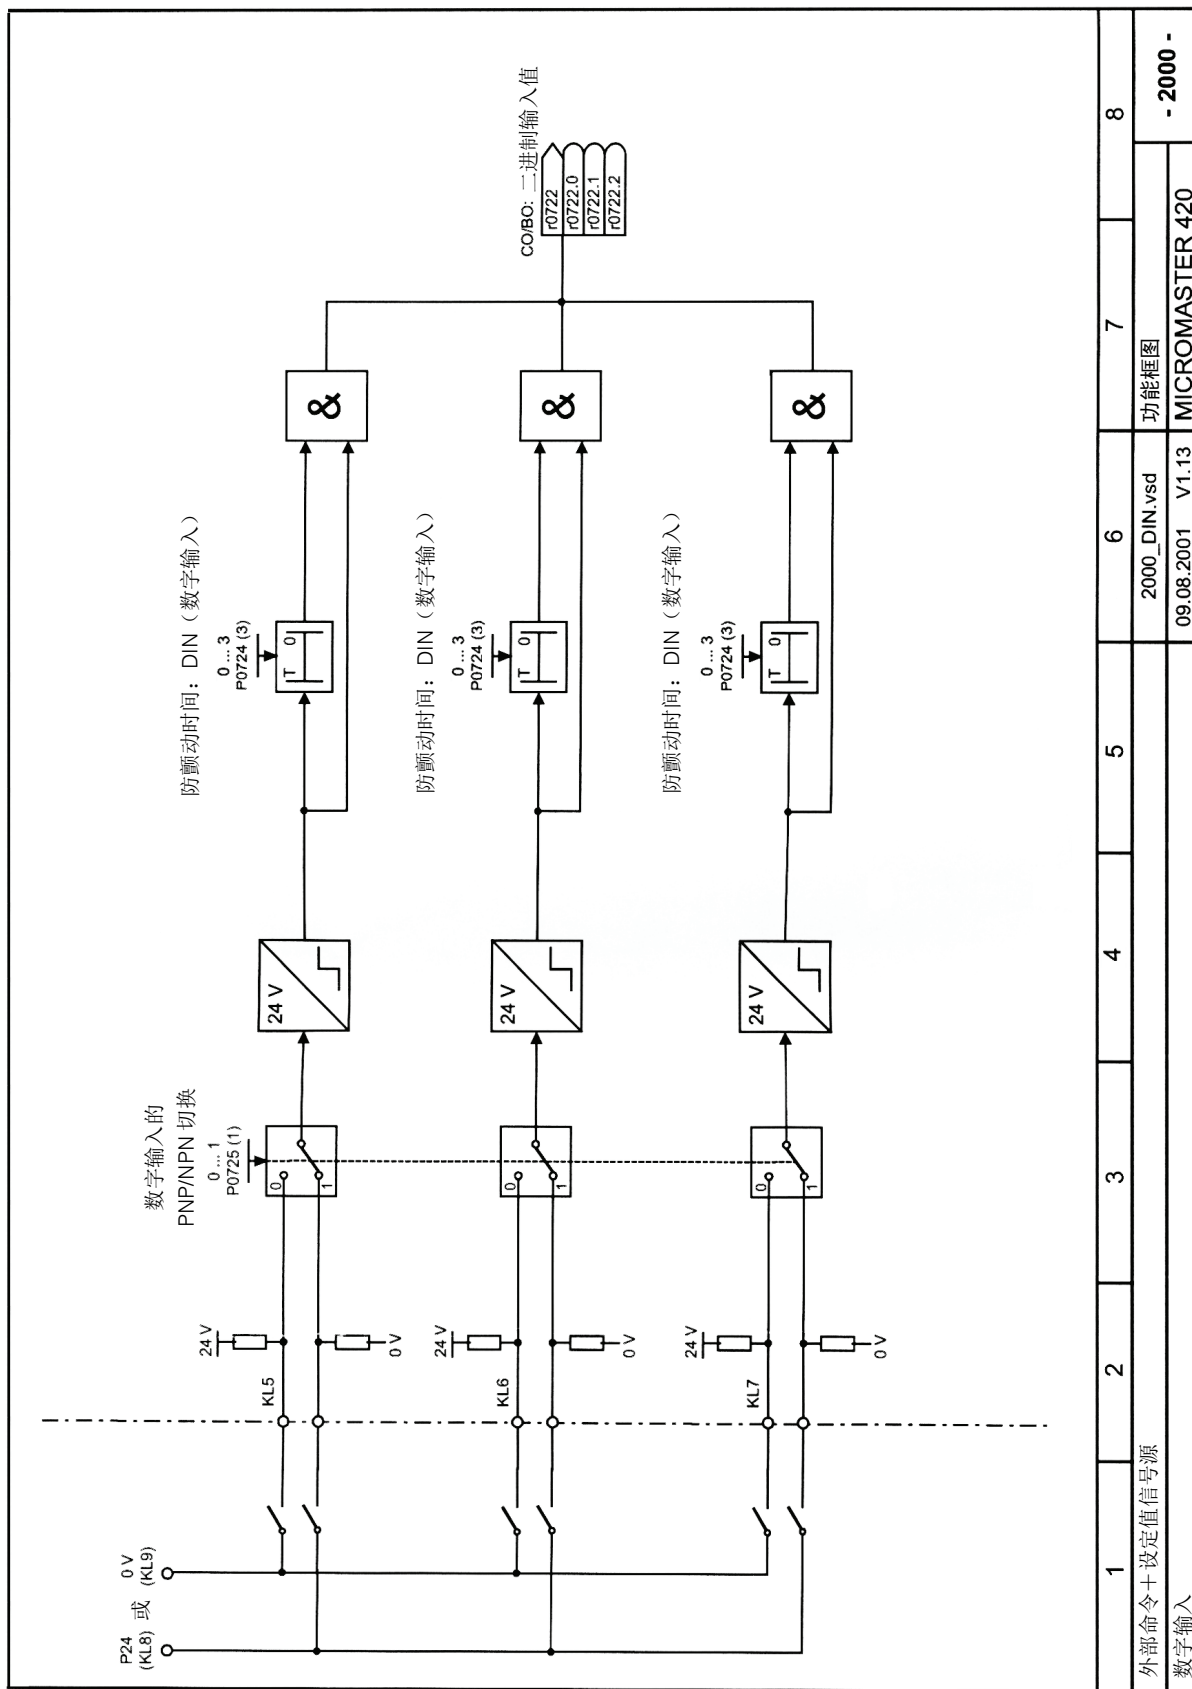 P24
(KL8)
或
0 V
(KL9)
KL5
24 V
0 V
数字输入的
PNP/NPN 切换
0 ... 1
P0725 (1)
0
1
24 V
防颤动时间：DIN（数字输入）
0 ... 3
P0724 (3)
T 0
&
KL6
24 V
0 V
0
1
24 V
防颤动时间：DIN（数字输入）
0 ... 3
P0724 (3)
T 0
&
KL7
24 V
0 V
0
1
24 V
防颤动时间：DIN（数字输入）
0 ... 3
P0724 (3)
T 0
&
CO/BO: 二进制输入值
r0722
r0722.0
r0722.1
r0722.2
1 2 3 4 5 6 7 8
外部命令＋设定值信号源 2000_DIN.vsd 功能框图 - 2000 -
数字输入 09.08.2001 V1.13 MICROMASTER 420